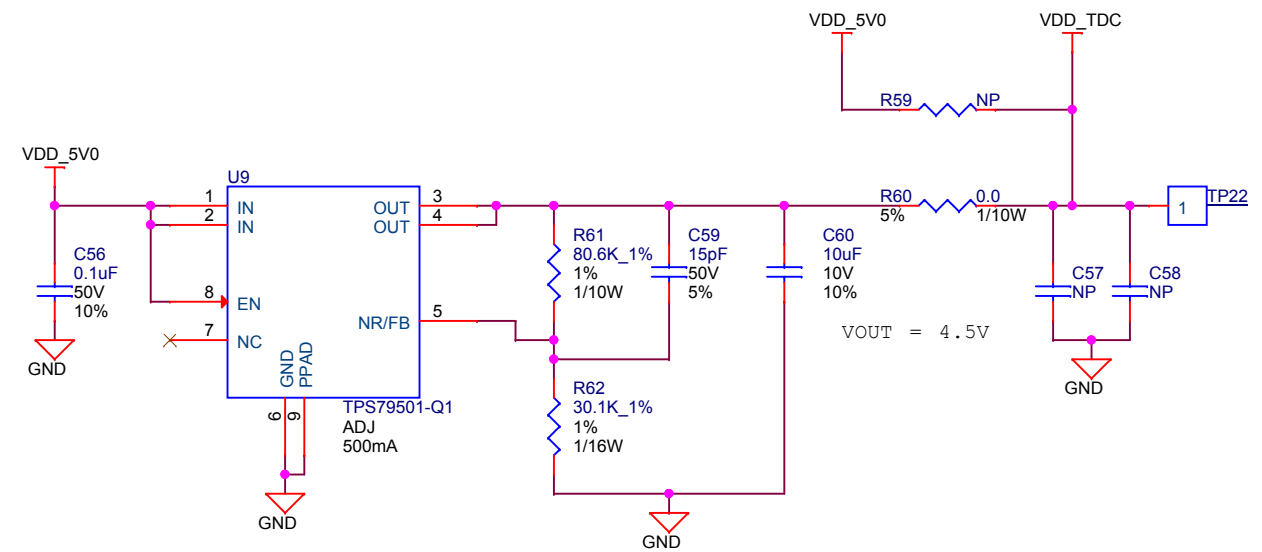 VDD_5V0
VDD_TDC
R59
NP
VDD_5V0
U9
1
IN
2
IN
8
EN
7
NC
3
OUT
4
OUT
5
NR/FB
GND
PPAD
6
9
TPS79501-Q1
ADJ
500mA
C56
0.1uF
50V
10%
GND
GND
R61
80.6K_1%
1%
1/10W
C59
15pF
50V
5%
C60
10uF
10V
10%
R62
30.1K_1%
1%
1/16W
GND
R60
0.0
5%
1/10W
1
TP22
C57
NP
C58
NP
VOUT = 4.5V
GND